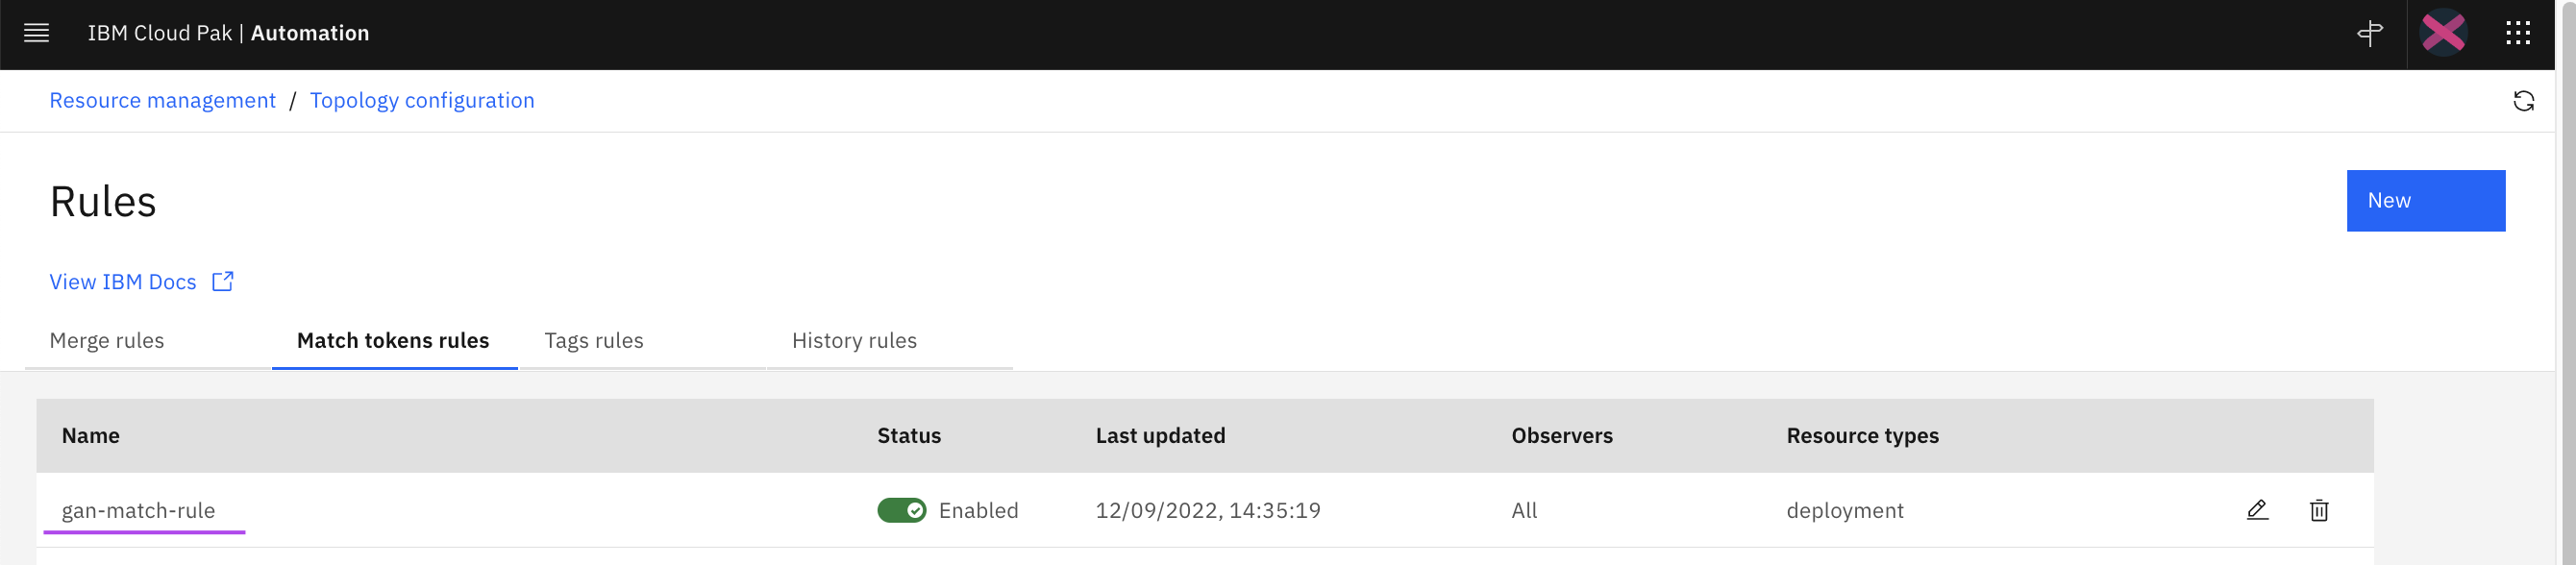 IBM Cloud Pak | Automation
Resource management / Topology configuration
Rules
New
View IBM Docs
Merge rules Match tokens rules Tags rules History rules
Name Status Last updated Observers Resource types
gan-match-rule Enabled 12/09/2022, 14:35:19 All deployment